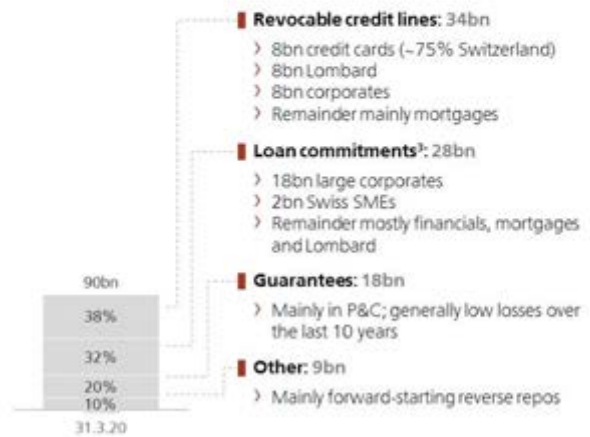 Revocable credit lines: 34bn
› 8bn credit cards (~75% Switzerland)
› 8bn Lombard
› 8bn corporates
› Remainder mainly mortgages
Loan commitments³: 28bn
› 18bn large corporates
› 2bn Swiss SMEs
› Remainder mostly financials, mortgages
and Lombard
Guarantees: 18bn
› Mainly in P&C; generally low losses over
the last 10 years
Other: 9bn
› Mainly forward-starting reverse repos
90bn
38%
32%
20%
10%
31.3.20